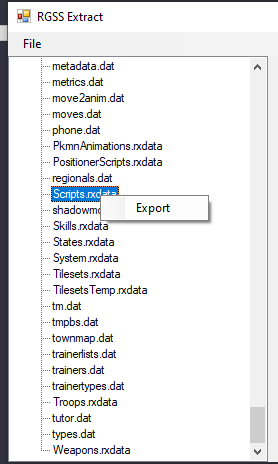 RGSS Extract
File
metadata.dat
metrics.dat
move2anim.dat
moves.dat
phone.dat
PkmnAnimations.rxdata
PositionerScripts.rxdata
regionals.dat
Scripts.rxdata
Export
shadowmo
Skills.rxdata
States.rxdata
System.rxdata
Tilesets.rxdata
TilesetsTemp.rxdata
tm.dat
tmpbs.dat
townmap.dat
trainerlists.dat
trainers.dat
trainertypes.dat
Troops.rxdata
tutor.dat
types.dat
Weapons.rxdata